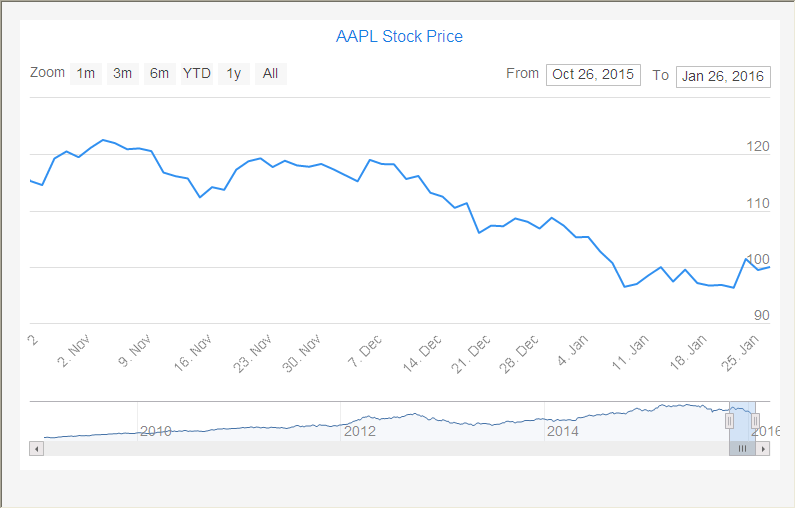 AAPL Stock Price
Zoom 1m 3m 6m YTD 1y All From Oct 26, 2015 To Jan 26, 2016
120
110
100
90
2. Nov 9. Nov 16. Nov 23. Nov 30. Nov 7. Dec 14. Dec 21. Dec 28. Dec 4. Jan 11. Jan 18. Jan 25. Jan
2010 2012 2014 2016